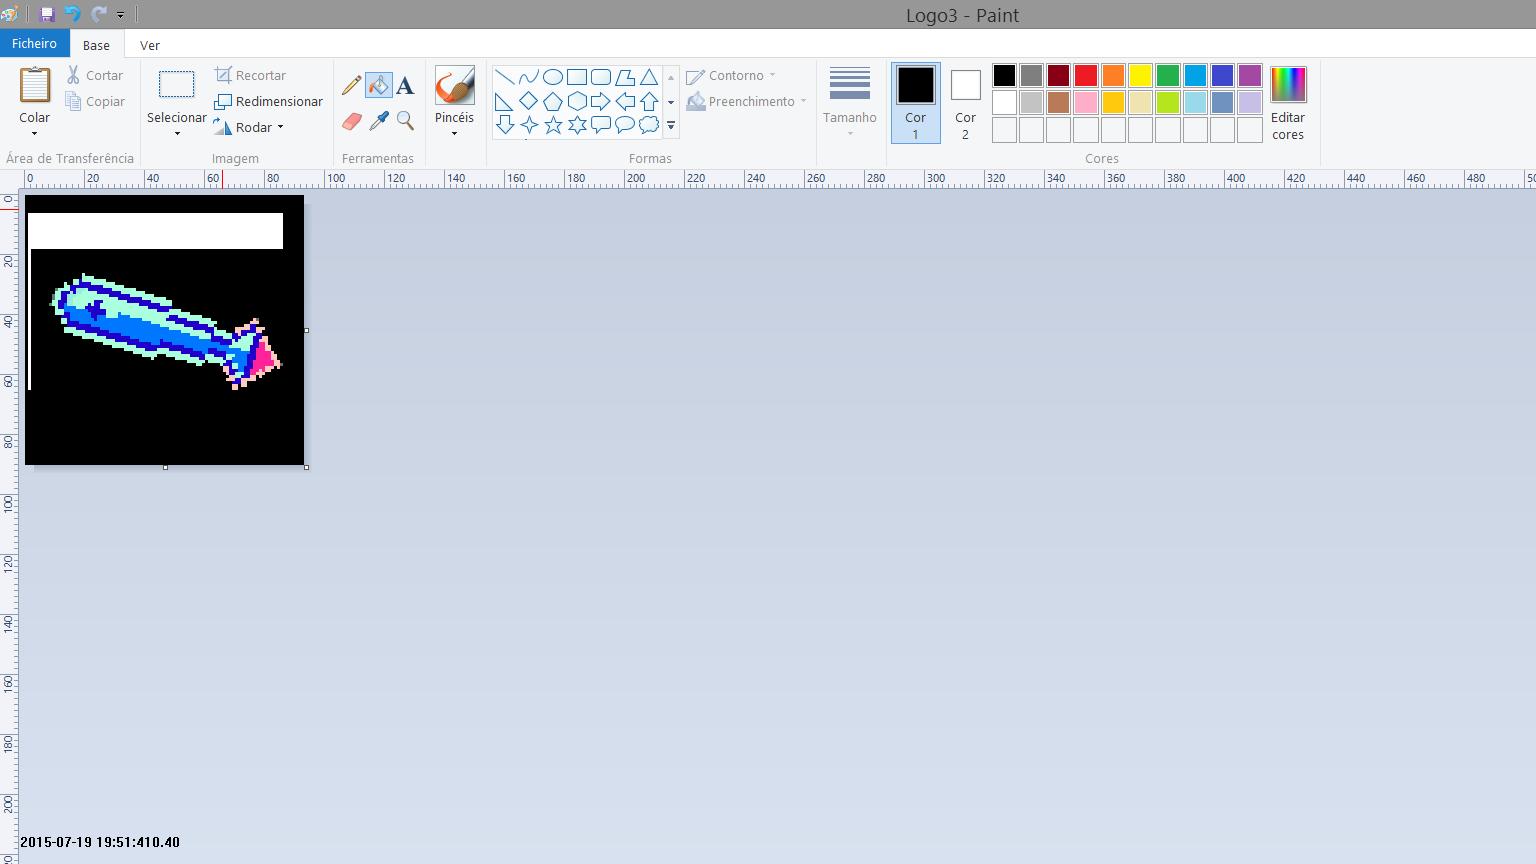 Logo3 - Paint
Ficheiro Base Ver
Cortar Recortar Contorno
Copiar Redimensionar Preenchimento
Colar Selecionar Rodar A Pincéis Tamanho Cor 1 Cor 2 Editar cores
Área de Transferência Imagem Ferramentas Formas Cores
0 20 40 60 80 100 120 140 160 180 200 220 240 260 280 300 320 340 360 380 400 420 440 460 480
0
20
40
60
80
100
120
140
160
180
200
2015-07-19 19:51:410.40